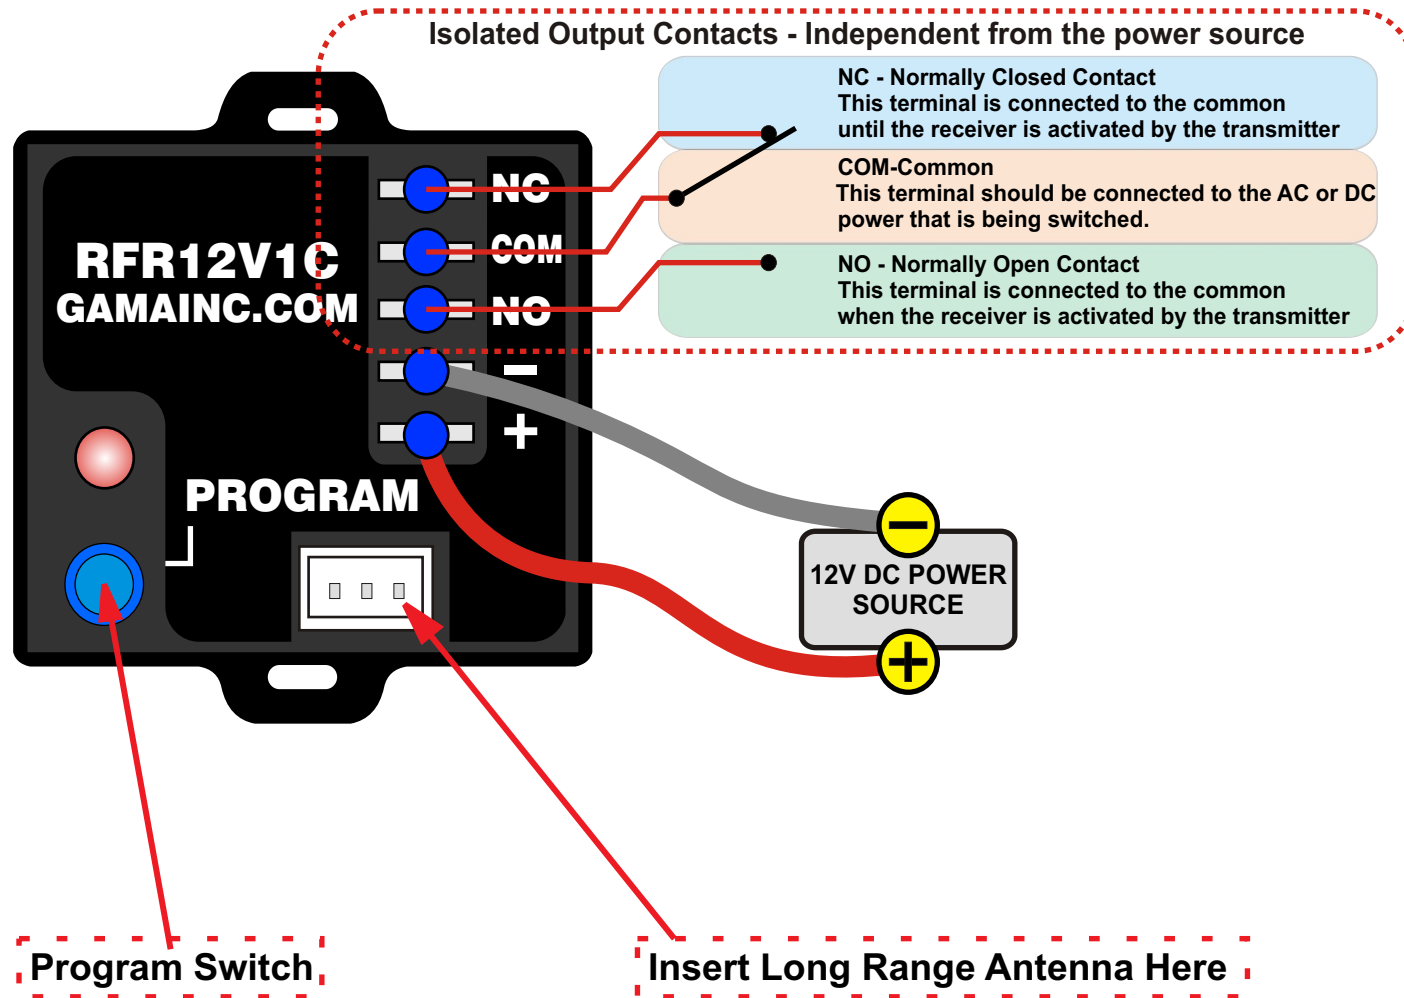 Isolated Output Contacts - Independent from the power source
NC - Normally Closed Contact
This terminal is connected to the common
until the receiver is activated by the transmitter
COM-Common
This terminal should be connected to the AC or DC
power that is being switched.
NO - Normally Open Contact
This terminal is connected to the common
when the receiver is activated by the transmitter
NC
COM
NO
−
+
RFR12V1C
GAMAINC.COM
PROGRAM
−
12V DC POWER
SOURCE
+
Program Switch
Insert Long Range Antenna Here